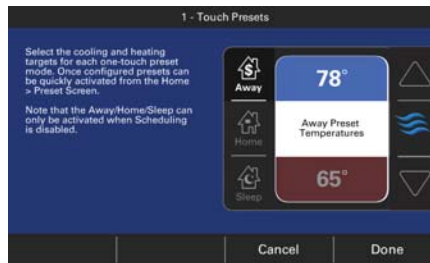 1 - Touch Presets
Select the cooling and heating
targets for each one-touch preset
mode. Once configured presets can
be quickly activated from the Home
> Preset Screen.
Note that the Away/Home/Sleep can
only be activated when Scheduling
is disabled.
$
Away
Home
Sleep
78°
Away Preset
Temperatures
65°
Cancel
Done